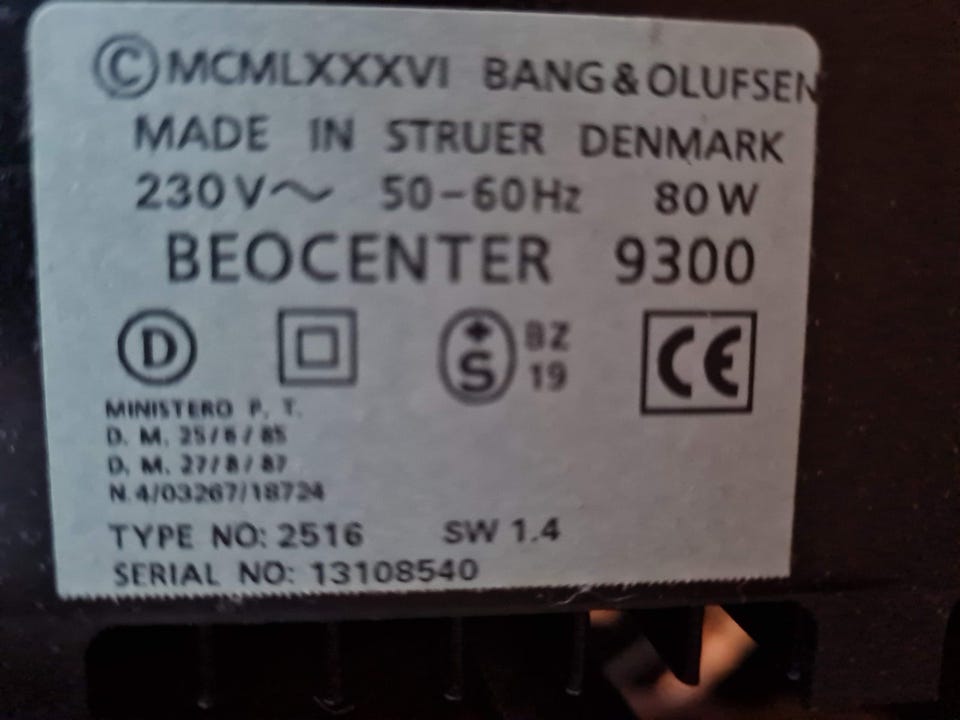 © MCMLXXXVI BANG & OLUFSEN
MADE IN STRUER DENMARK
230V~ 50-60Hz 80W
BEOCENTER 9300
D S BZ 19 CE
MINISTERO P. T.
D. M. 25/6/85
D. M. 27/8/87
N.4/03267/18724
TYPE NO: 2516 SW 1.4
SERIAL NO: 13108540